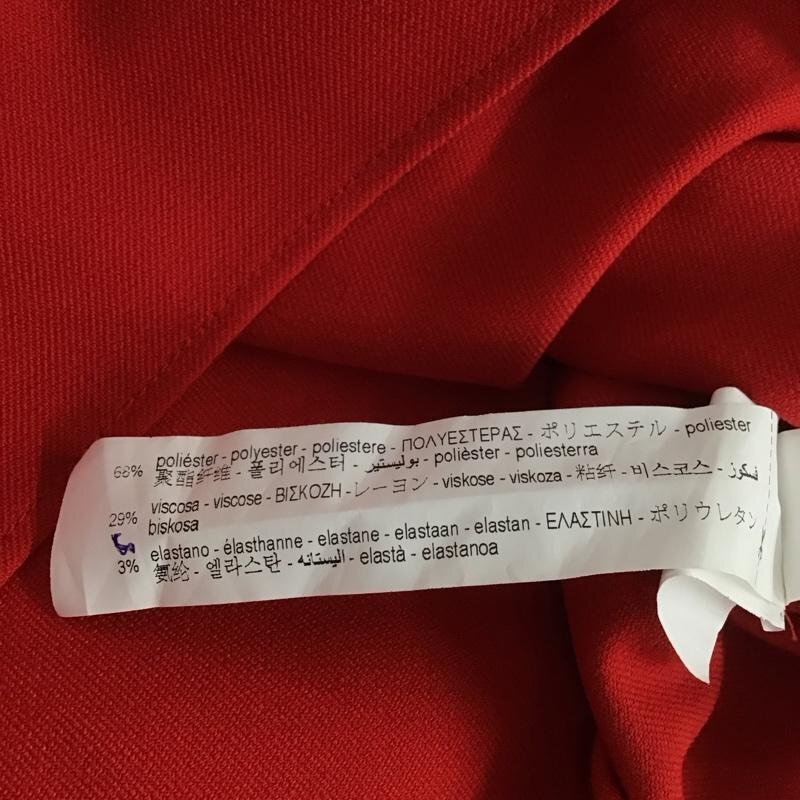 68% poliéster - polyester - poliestere - ΠΟΛΥΕΣΤΕΡΑΣ - ポリエステル - poliester
聚酯纤维 - 폴리에스터 - بوليستير - polièster - poliesterra
viscosa - viscose - ΒΙΣΚΟΖΗ - レーヨン - viskose - viskoza - 粘纤 - 비스코스 - فسكوز
29% biskosa
elastano - élasthanne - elastane - elastaan - elastan - ΕΛΑΣΤΙΝΗ - ポリウレタン
3% 氨纶 - 엘라스탄 - اليستانه - elastà - elastanoa